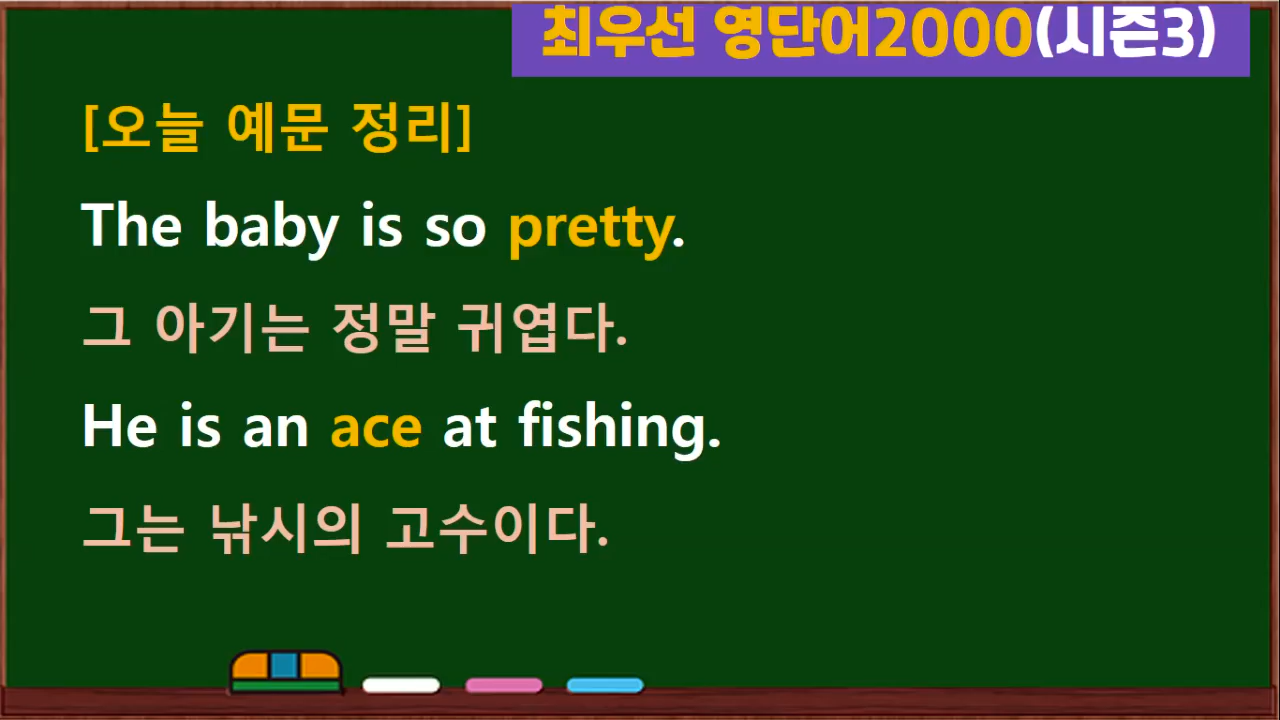 최우선 영단어2000(시즌3)
[오늘 예문 정리]
The baby is so pretty.
그 아기는 정말 귀엽다.
He is an ace at fishing.
그는 낚시의 고수이다.